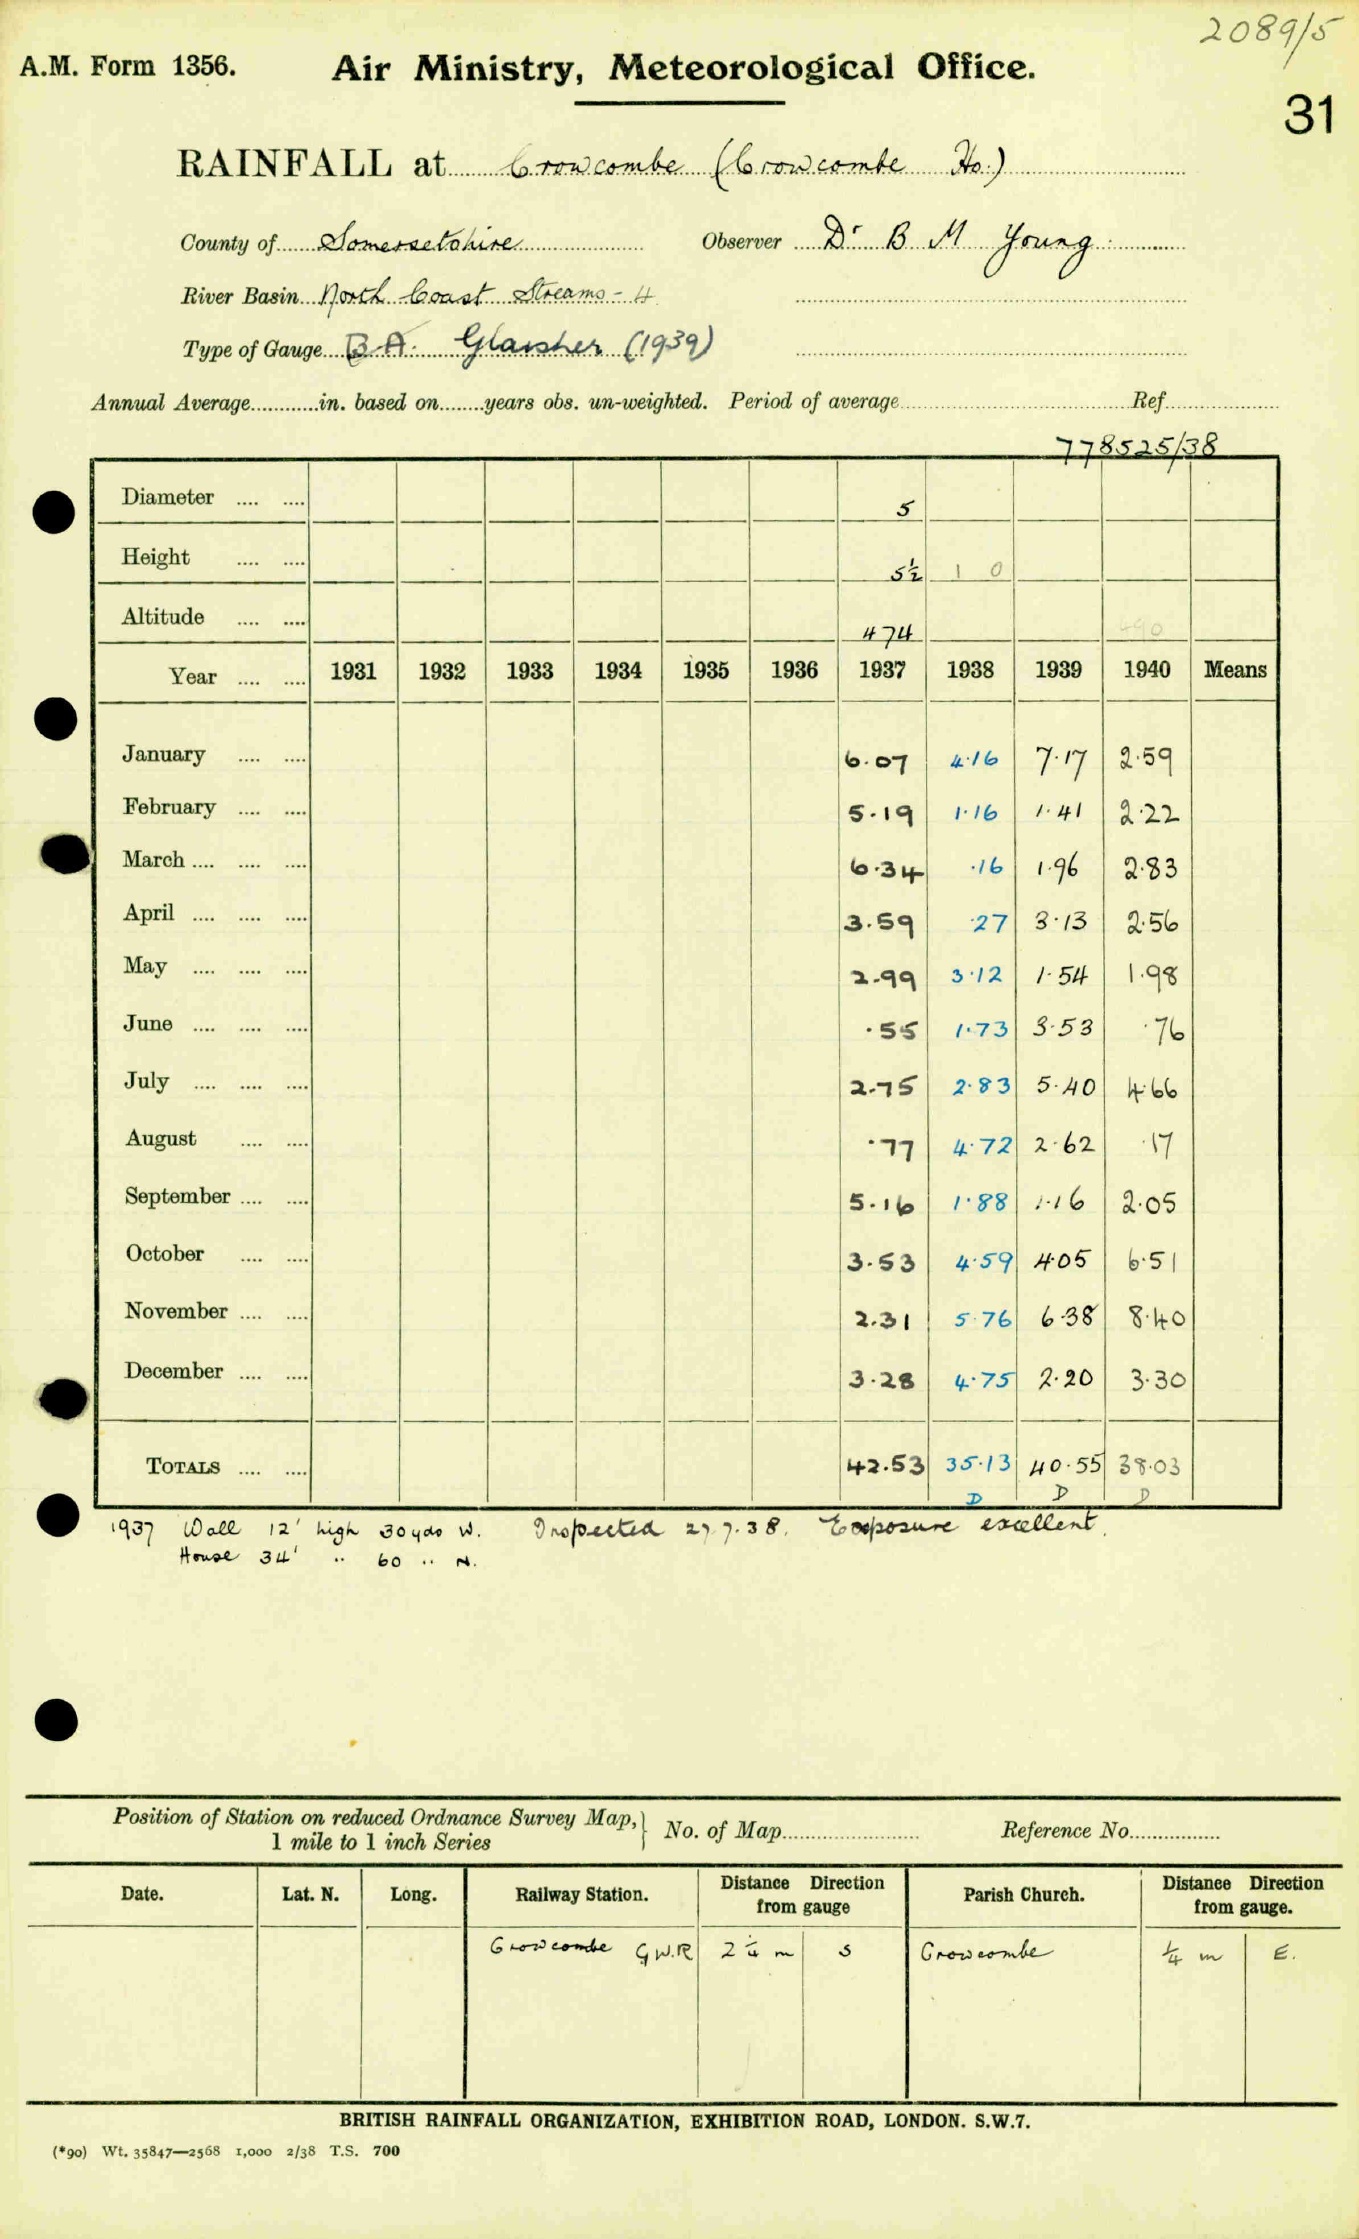 2089/5
A.M. Form 1356. Air Ministry, Meteorological Office.
31
RAINFALL at Crowcombe (Crowcombe Ho.)
County of Somersetshire Observer Dr B M Young
River Basin North Coast Streams - 4
Type of Gauge B.A. Glaisher (1939)
Annual Average in. based on years obs. un-weighted. Period of average Ref.
778525/38
Diameter .... .... 5
Height .... .... 5½ 1 0
Altitude .... .... 474 490
Year .... .... 1931 1932 1933 1934 1935 1936 1937 1938 1939 1940 Means
January .... .... 6.07 4.16 7.17 2.59
February .... .... 5.19 1.16 1.41 2.22
March .... .... .... 6.34 .16 1.96 2.83
April .... .... .... 3.59 .27 3.13 2.56
May .... .... .... 2.99 3.12 1.54 1.98
June .... .... .... .55 1.73 3.53 .76
July .... .... .... 2.75 2.83 5.40 4.66
August .... .... .77 4.72 2.62 .17
September .... .... 5.16 1.88 1.16 2.05
October .... .... 3.53 4.59 4.05 6.51
November .... .... 2.31 5.76 6.38 8.40
December .... .... 3.28 4.75 2.20 3.30
TOTALS .... .... 42.53 35.13 40.55 38.03
D D D
1937 Wall 12' high 30 yds W. Inspected 27.7.38. Exposure excellent.
House 34' " 60 " N.
Position of Station on reduced Ordnance Survey Map, 1 mile to 1 inch Series } No. of Map Reference No.
Date. Lat. N. Long. Railway Station. Distance Direction from gauge Parish Church. Distance Direction from gauge.
Crowcombe G.W.R 2¼ m S Crowcombe ¼ m E.
BRITISH RAINFALL ORGANIZATION, EXHIBITION ROAD, LONDON. S.W.7.
(*90) Wt. 35847—2568 1,000 2/38 T.S. 700